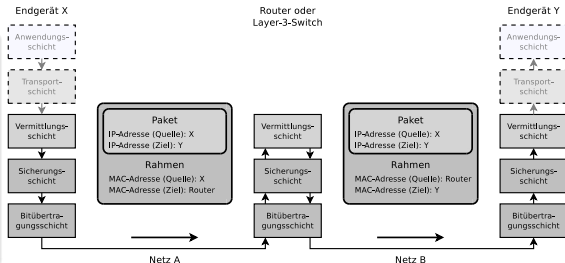 Endgerät X
Router oder
Layer-3-Switch
Endgerät Y
Anwendungs-
schicht
Transport-
schicht
Vermittlungs-
schicht
Sicherungs-
schicht
Bitübertra-
gungsschicht
Paket
IP-Adresse (Quelle): X
IP-Adresse (Ziel): Y
Rahmen
MAC-Adresse (Quelle): X
MAC-Adresse (Ziel): Router
Vermittlungs-
schicht
Sicherungs-
schicht
Bitübertra-
gungsschicht
Paket
IP-Adresse (Quelle): X
IP-Adresse (Ziel): Y
Rahmen
MAC-Adresse (Quelle): Router
MAC-Adresse (Ziel): Y
Anwendungs-
schicht
Transport-
schicht
Vermittlungs-
schicht
Sicherungs-
schicht
Bitübertra-
gungsschicht
Netz A
Netz B